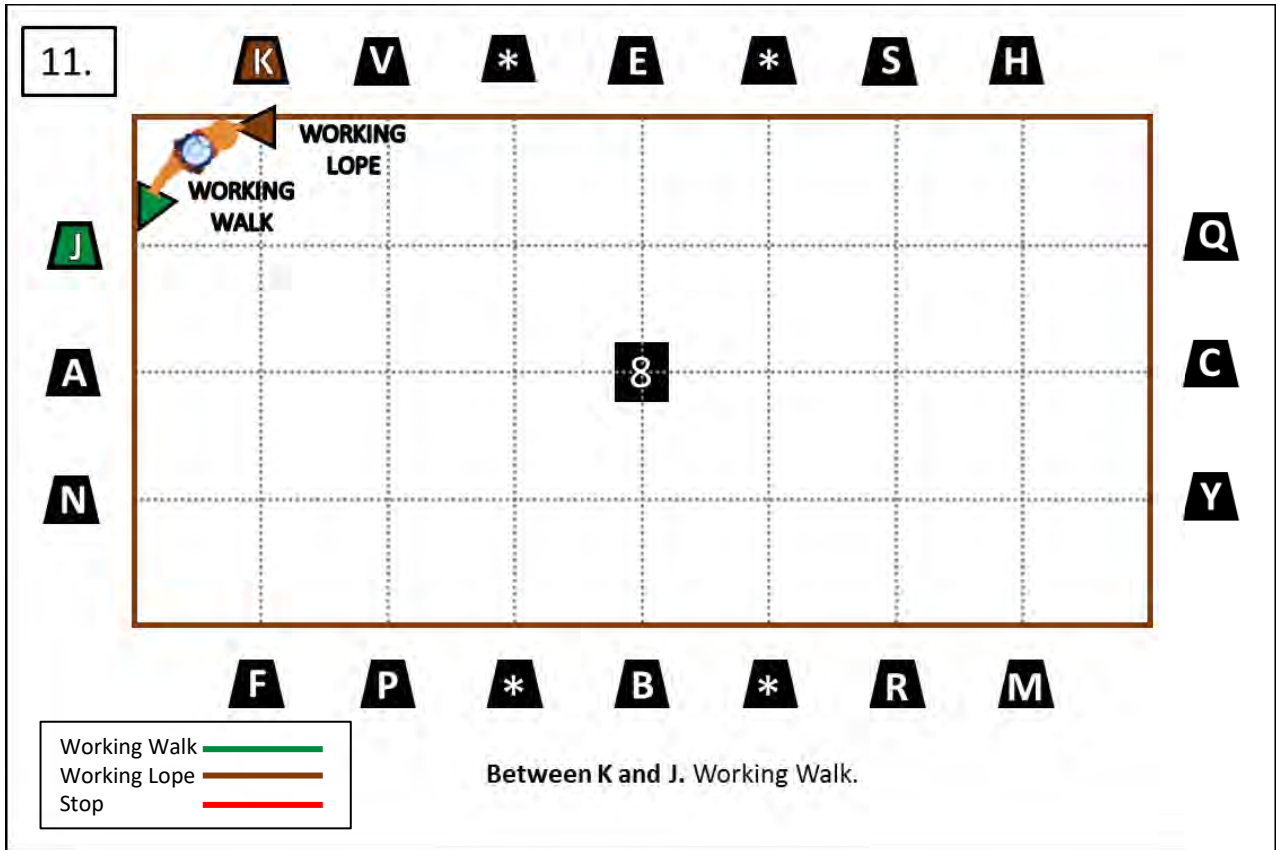 11.
K V * E * S H
WORKING
LOPE
WORKING
WALK
J
Q
A
8
C
N
Y
F P * B * R M
Working Walk
Working Lope
Stop
Between K and J. Working Walk.